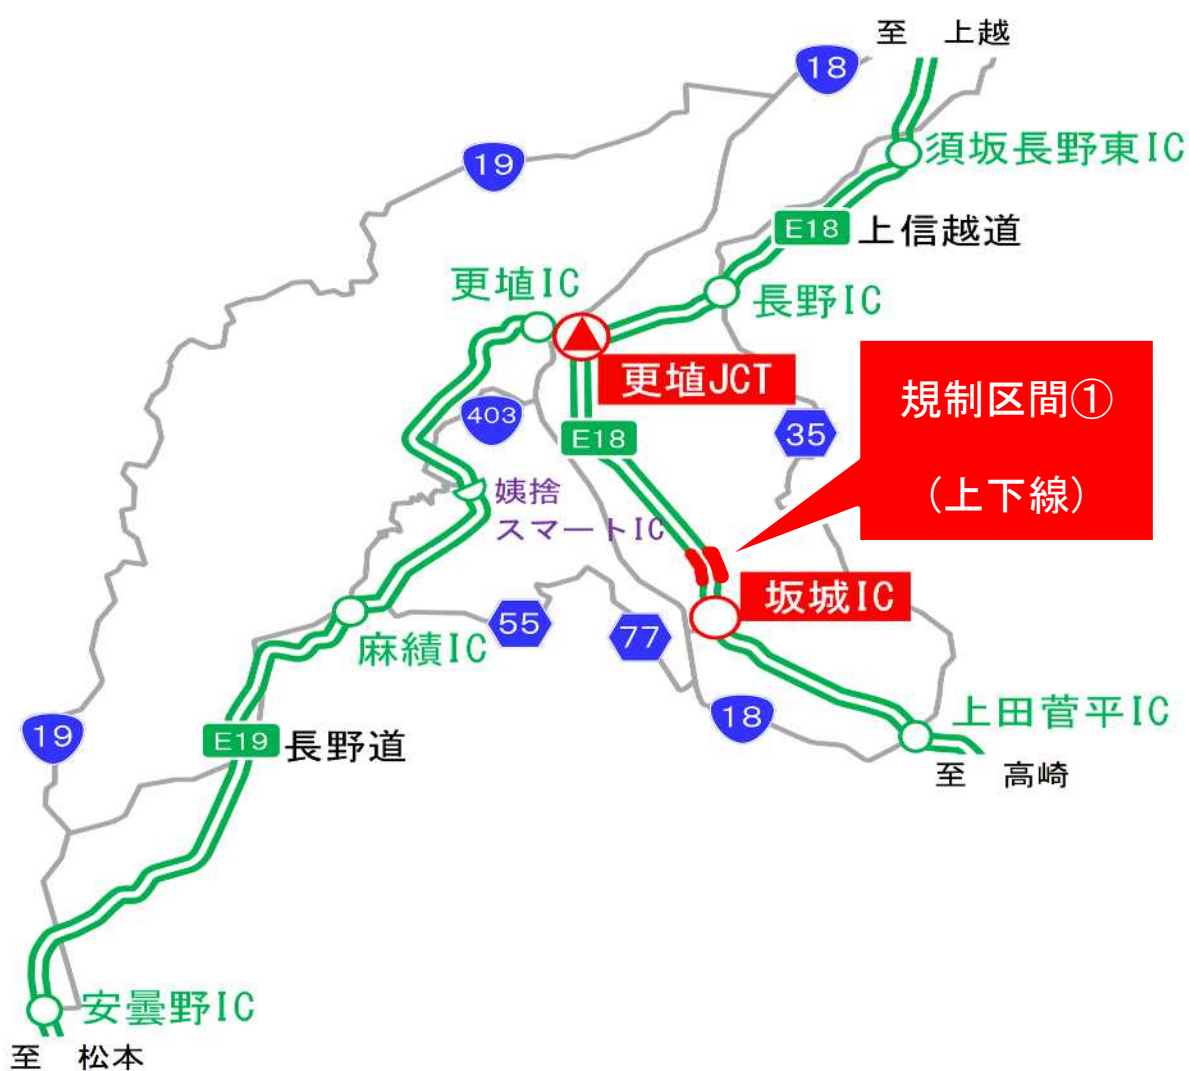 至 上越
18
須坂長野東IC
19
E18 上信越道
更埴IC
長野IC
更埴JCT
規制区間①
(上下線)
403
E18
35
姨捨
スマートIC
坂城IC
55
77
麻績IC
18
上田菅平IC
19
E19 長野道
至 高崎
安曇野IC
至 松本